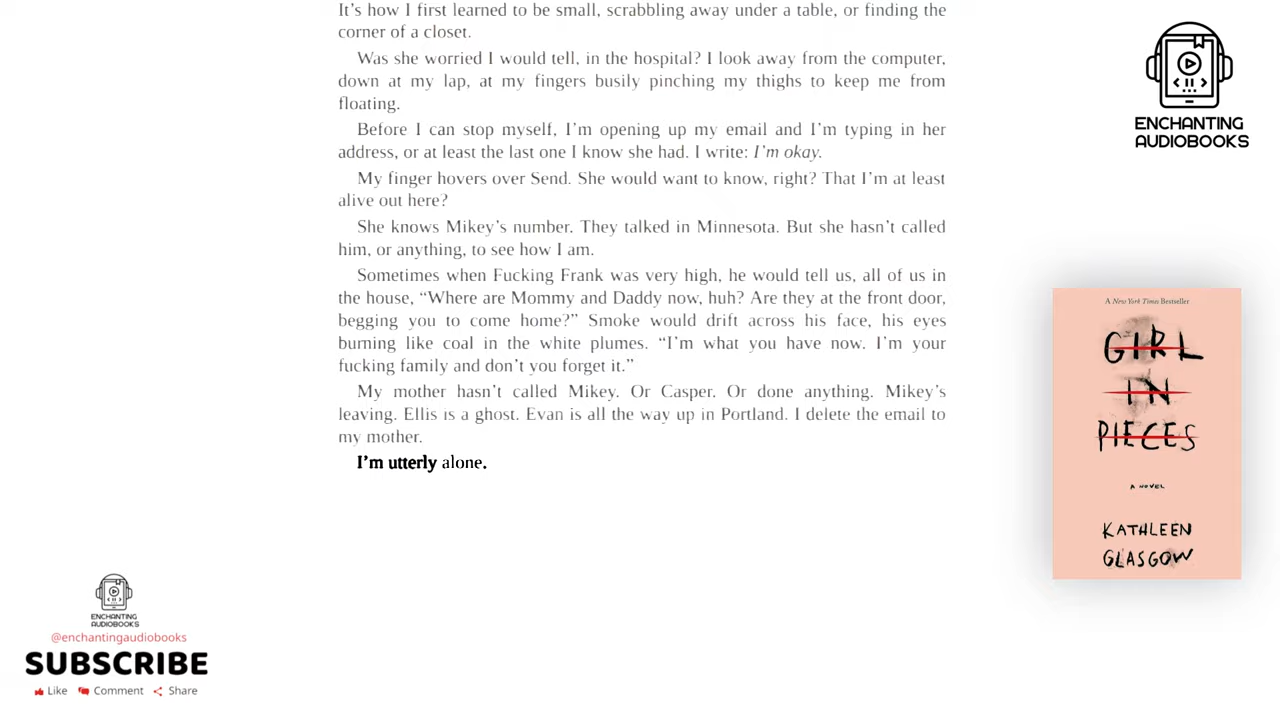 It's how I first learned to be small, scrabbling away under a table, or finding the
corner of a closet.
Was she worried I would tell, in the hospital? I look away from the computer,
down at my lap, at my fingers busily pinching my thighs to keep me from
floating.
Before I can stop myself, I'm opening up my email and I'm typing in her
address, or at least the last one I know she had. I write: I'm okay.
My finger hovers over Send. She would want to know, right? That I'm at least
alive out here?
She knows Mikey's number. They talked in Minnesota. But she hasn't called
him, or anything, to see how I am.
Sometimes when Fucking Frank was very high, he would tell us, all of us in
the house, “Where are Mommy and Daddy now, huh? Are they at the front door,
begging you to come home?” Smoke would drift across his face, his eyes
burning like coal in the white plumes. “I'm what you have now. I'm your
fucking family and don't you forget it.”
My mother hasn't called Mikey. Or Casper. Or done anything. Mikey's
leaving. Ellis is a ghost. Evan is all the way up in Portland. I delete the email to
my mother.
I'm utterly alone.
ENCHANTING
AUDIOBOOKS
A New York Times Bestseller
GIRL
IN
PIECES
A NOVEL
KATHLEEN
GLASGOW
ENCHANTING
AUDIOBOOKS
@enchantingaudiobooks
SUBSCRIBE
Like Comment Share